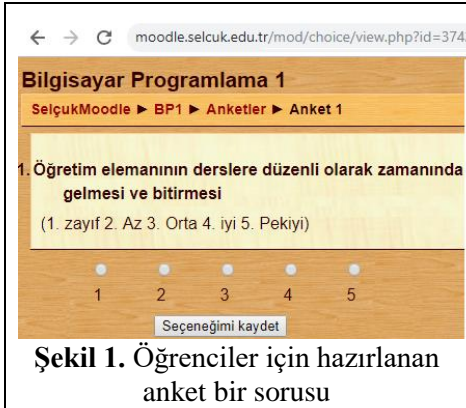 moodle.selcuk.edu.tr/mod/choice/view.php?id=374
Bilgisayar Programlama 1
SelçukMoodle ► BP1 ► Anketler ► Anket 1
1. Öğretim elemanının derslere düzenli olarak zamanında
gelmesi ve bitirmesi
(1. zayıf 2. Az 3. Orta 4. iyi 5. Pekiyi)
1 2 3 4 5
Seçeneğimi kaydet
Şekil 1. Öğrenciler için hazırlanan
anket bir sorusu